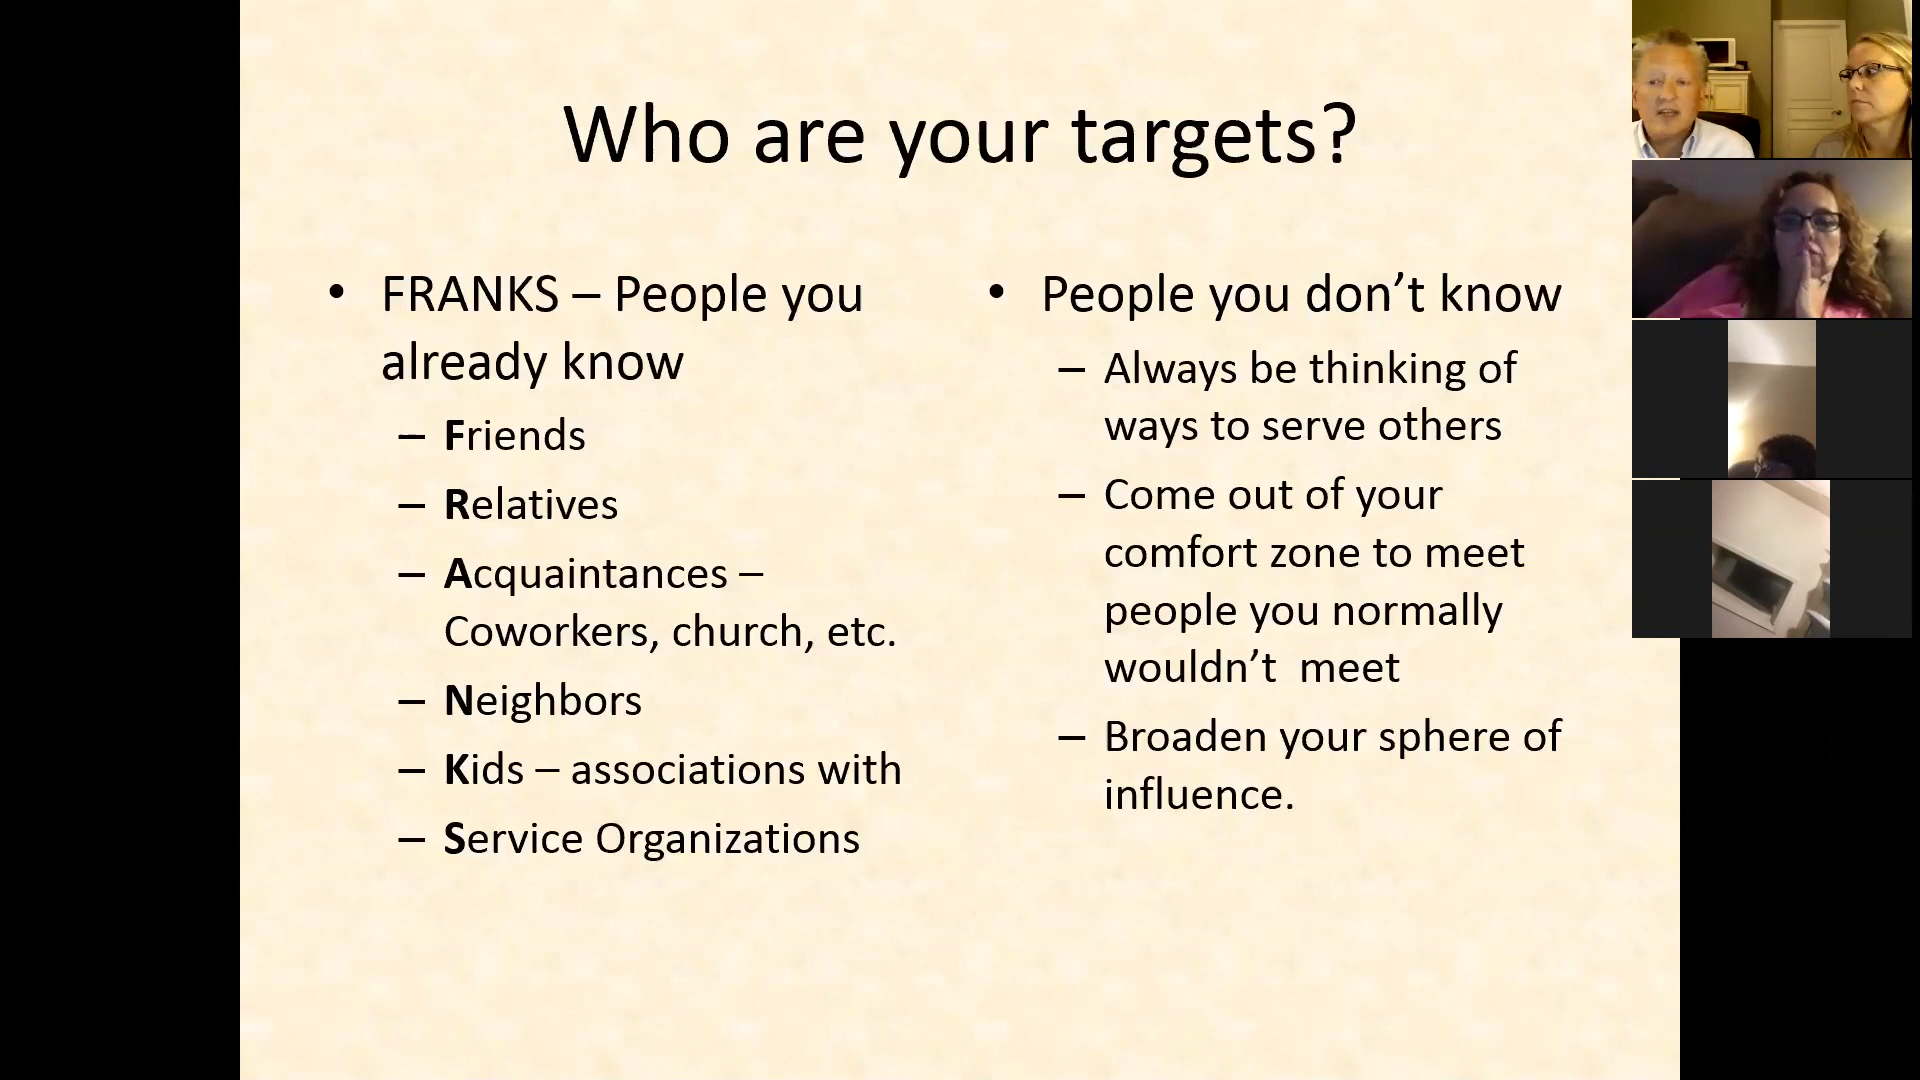 Who are your targets?
• FRANKS – People you
already know
– Friends
– Relatives
– Acquaintances –
Coworkers, church, etc.
– Neighbors
– Kids – associations with
– Service Organizations
• People you don’t know
– Always be thinking of
ways to serve others
– Come out of your
comfort zone to meet
people you normally
wouldn’t  meet
– Broaden your sphere of
influence.